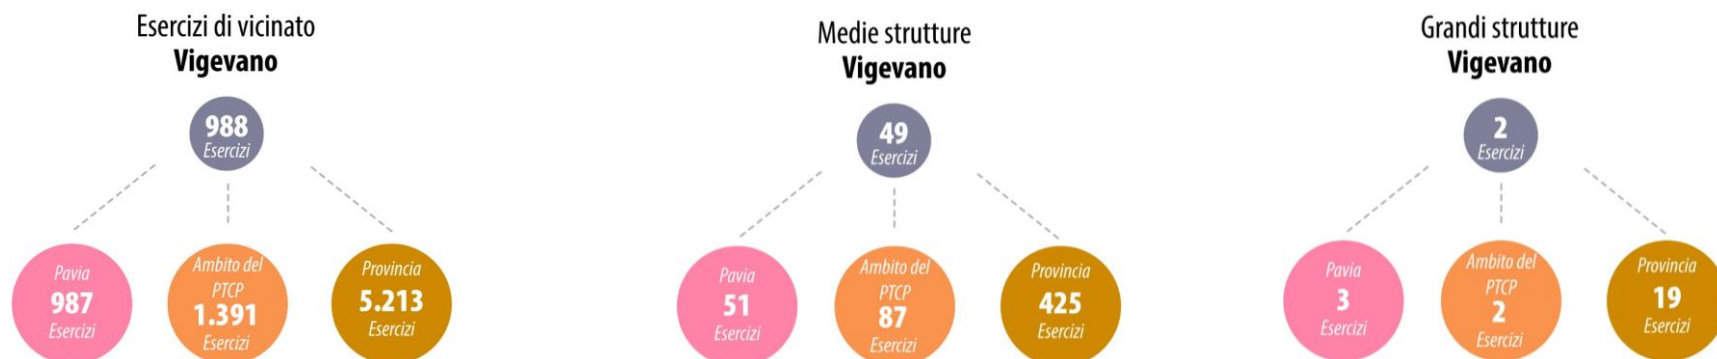 Esercizi di vicinato
Vigevano
988
Esercizi
Pavia
987
Esercizi
Ambito del
PTCP
1.391
Esercizi
Provincia
5.213
Esercizi
Medie strutture
Vigevano
49
Esercizi
Pavia
51
Esercizi
Ambito del
PTCP
87
Esercizi
Provincia
425
Esercizi
Grandi strutture
Vigevano
2
Esercizi
Pavia
3
Esercizi
Ambito del
PTCP
2
Esercizi
Provincia
19
Esercizi